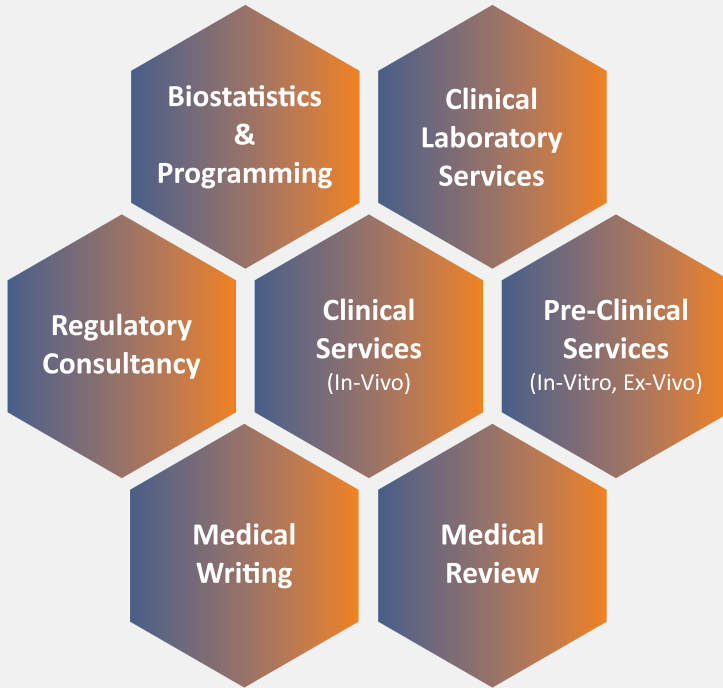 Biostatistics
&
Programming
Clinical
Laboratory
Services
Regulatory
Consultancy
Clinical
Services
(In-Vivo)
Pre-Clinical
Services
(In-Vitro, Ex-Vivo)
Medical
Writing
Medical
Review